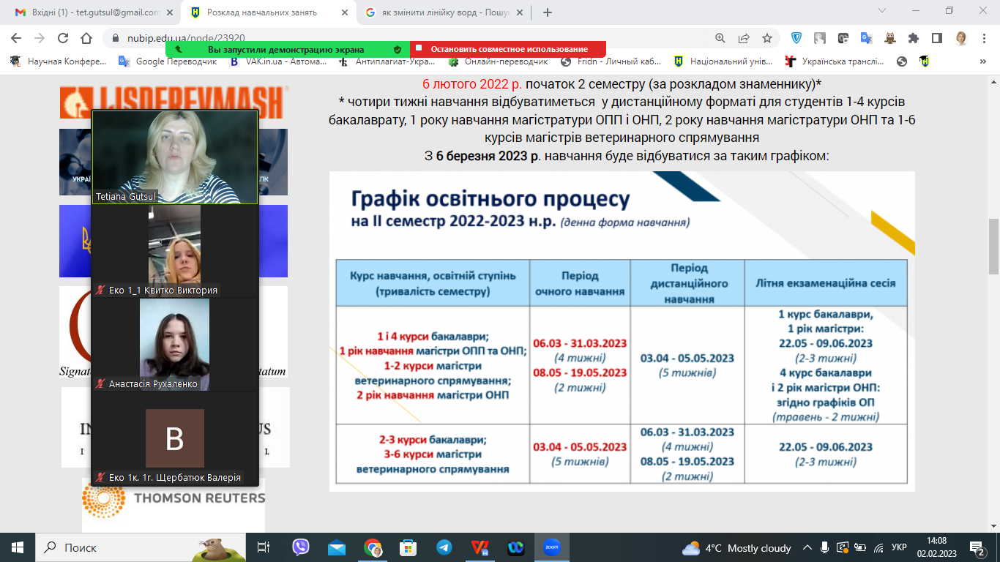 Вхідні (1) - tet.gutsul@gmail.com
Розклад навчальних занять
як змінити лінійку ворд - Пошук
nubip.edu.ua/node/23920
Вы запустили демонстрацию экрана
Остановить совместное использование
Научная Конфере...
Google Переводчик
VAK.in.ua - Автома...
Антиплагиат-Укра...
Онлайн-переводчик
Fridn - Личный каб...
Національний унів...
Українська трансліт...
6 лютого 2022 р. початок 2 семестру (за розкладом знаменнику)*
* чотири тижні навчання відбуватиметься у дистанційному форматі для студентів 1-4 курсів
бакалаврату, 1 року навчання магістратури ОПП і ОНП, 2 року навчання магістратури ОНП та 1-6
курсів магістрів ветеринарного спрямування
З 6 березня 2023 р. навчання буде відбуватися за таким графіком:
LISDEREVMASH
Tetiana Gutsul
Еко 1_1 Квитко Виктория
Анастасія Рухаленко
B
Еко 1к. 1г. Щербатюк Валерія
THOMSON REUTERS
Графік освітнього процесу
на ІІ семестр 2022-2023 н.р. (денна форма навчання)
Курс навчання, освітній ступінь
(тривалість семестру)
Період
очного навчання
Період
дистанційного
навчання
Літня екзаменаційна сесія
1 і 4 курси бакалаври;
1 рік навчання магістри ОПП та ОНП;
1-2 курси магістри
ветеринарного спрямування;
2 рік навчання магістри ОНП
06.03 - 31.03.2023
(4 тижні)
08.05 - 19.05.2023
(2 тижні)
03.04 - 05.05.2023
(5 тижнів)
1 курс бакалаври,
1 рік магістри:
22.05 - 09.06.2023
(2-3 тижні)
4 курс бакалаври
і 2 рік магістри ОНП:
згідно графіків ОП
(травень - 2 тижні)
2-3 курси бакалаври;
3-6 курси магістри
ветеринарного спрямування
03.04 - 05.05.2023
(5 тижнів)
06.03 - 31.03.2023
(4 тижні)
08.05 - 19.05.2023
(2 тижні)
22.05 - 09.06.2023
(2-3 тижні)
Поиск
zoom
4°C Mostly cloudy
УКР
14:08
02.02.2023
2